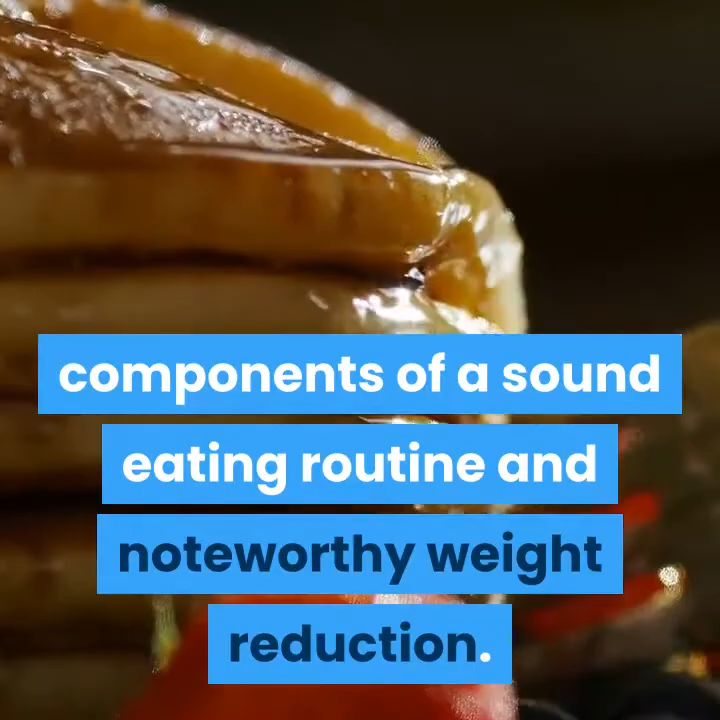 components of a sound
eating routine and
noteworthy weight
reduction.